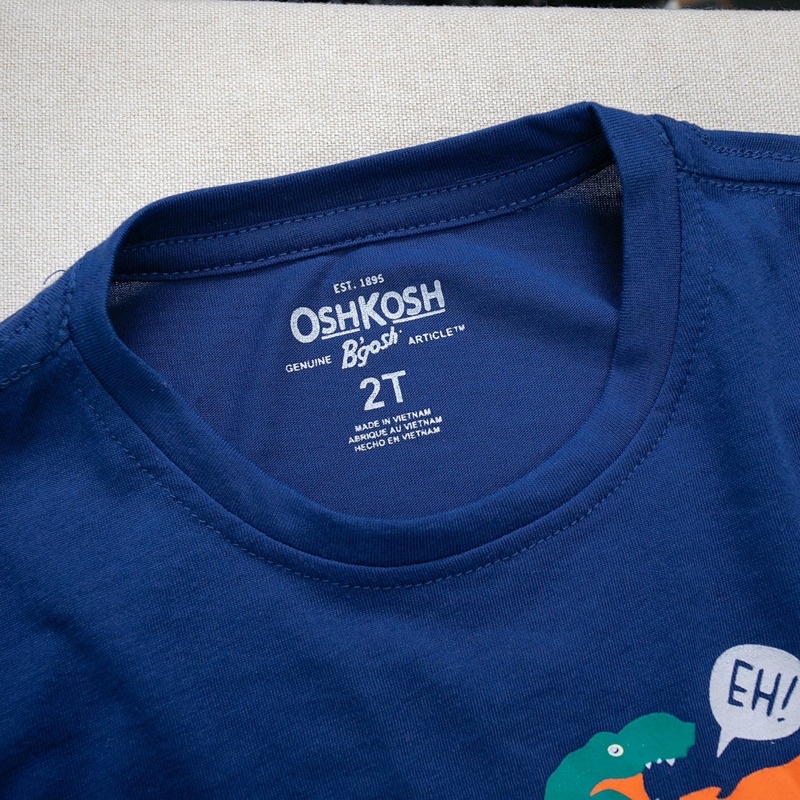 EST. 1895
OSHKOSH
GENUINE B'gosh ARTICLE™
2T
MADE IN VIETNAM
ABRIQUE AU VIETNAM
HECHO EN VIETNAM
EH!